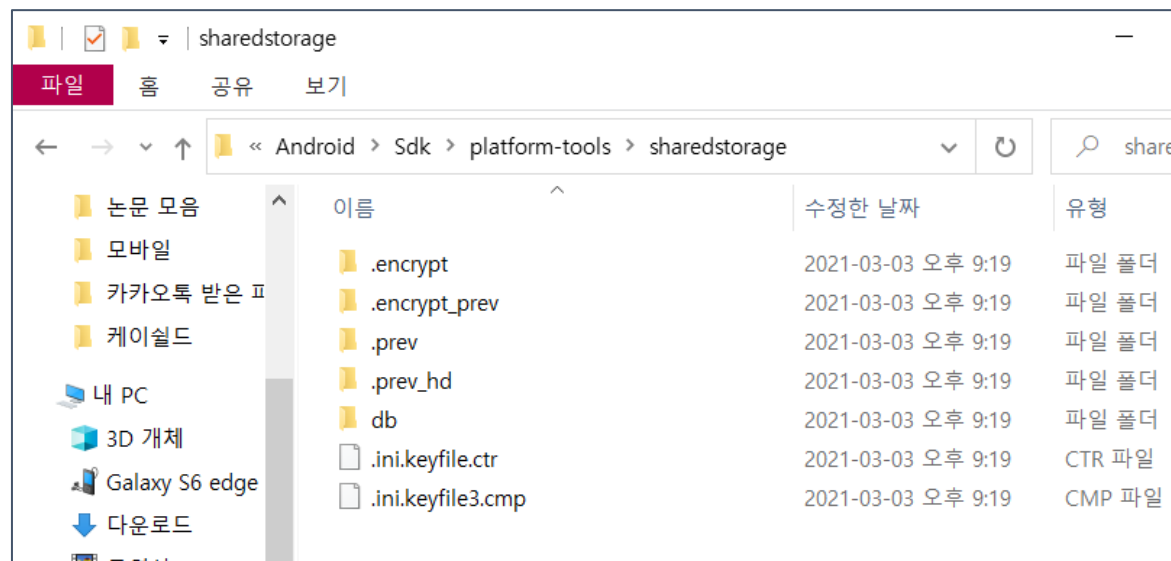 sharedstorage
파일 홈 공유 보기
« Android > Sdk > platform-tools > sharedstorage share
이름 수정한 날짜 유형
논문 모음
모바일
카카오톡 받은
케이쉴드
내 PC
3D 개체
Galaxy S6 edge
다운로드
.encrypt 2021-03-03 오후 9:19 파일 폴더
.encrypt_prev 2021-03-03 오후 9:19 파일 폴더
.prev 2021-03-03 오후 9:19 파일 폴더
.prev_hd 2021-03-03 오후 9:19 파일 폴더
db 2021-03-03 오후 9:19 파일 폴더
.ini.keyfile.ctr 2021-03-03 오후 9:19 CTR 파일
.ini.keyfile3.cmp 2021-03-03 오후 9:19 CMP 파일